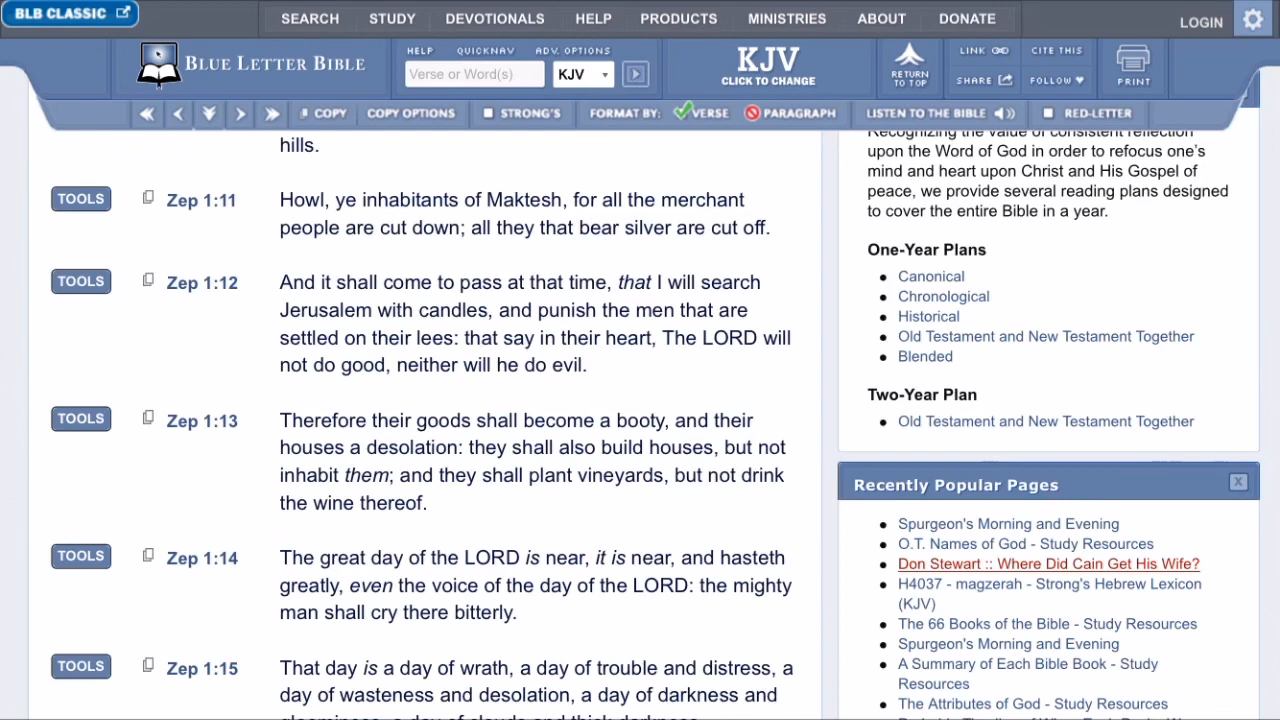 BLB CLASSIC
SEARCH STUDY DEVOTIONALS HELP PRODUCTS MINISTRIES ABOUT DONATE
LOGIN
BLUE LETTER BIBLE
HELP QUICKNAV ADV. OPTIONS
Verse or Word(s)
KJV
KJV
CLICK TO CHANGE
RETURN
TO TOP
LINK
CITE THIS
SHARE
FOLLOW
PRINT
COPY COPY OPTIONS STRONG'S FORMAT BY: VERSE PARAGRAPH LISTEN TO THE BIBLE RED-LETTER
hills.
TOOLS Zep 1:11 Howl, ye inhabitants of Maktesh, for all the merchant
people are cut down; all they that bear silver are cut off.
TOOLS Zep 1:12 And it shall come to pass at that time, that I will search
Jerusalem with candles, and punish the men that are
settled on their lees: that say in their heart, The LORD will
not do good, neither will he do evil.
TOOLS Zep 1:13 Therefore their goods shall become a booty, and their
houses a desolation: they shall also build houses, but not
inhabit them; and they shall plant vineyards, but not drink
the wine thereof.
TOOLS Zep 1:14 The great day of the LORD is near, it is near, and hasteth
greatly, even the voice of the day of the LORD: the mighty
man shall cry there bitterly.
TOOLS Zep 1:15 That day is a day of wrath, a day of trouble and distress, a
day of wasteness and desolation, a day of darkness and
gloominess, a day of clouds and thick darkness,
Recognizing the value of consistent reflection
upon the Word of God in order to refocus one's
mind and heart upon Christ and His Gospel of
peace, we provide several reading plans designed
to cover the entire Bible in a year.
One-Year Plans
Canonical
Chronological
Historical
Old Testament and New Testament Together
Blended
Two-Year Plan
Old Testament and New Testament Together
Recently Popular Pages
X
Spurgeon's Morning and Evening
O.T. Names of God - Study Resources
Don Stewart :: Where Did Cain Get His Wife?
H4037 - magzerah - Strong's Hebrew Lexicon
(KJV)
The 66 Books of the Bible - Study Resources
Spurgeon's Morning and Evening
A Summary of Each Bible Book - Study
Resources
The Attributes of God - Study Resources